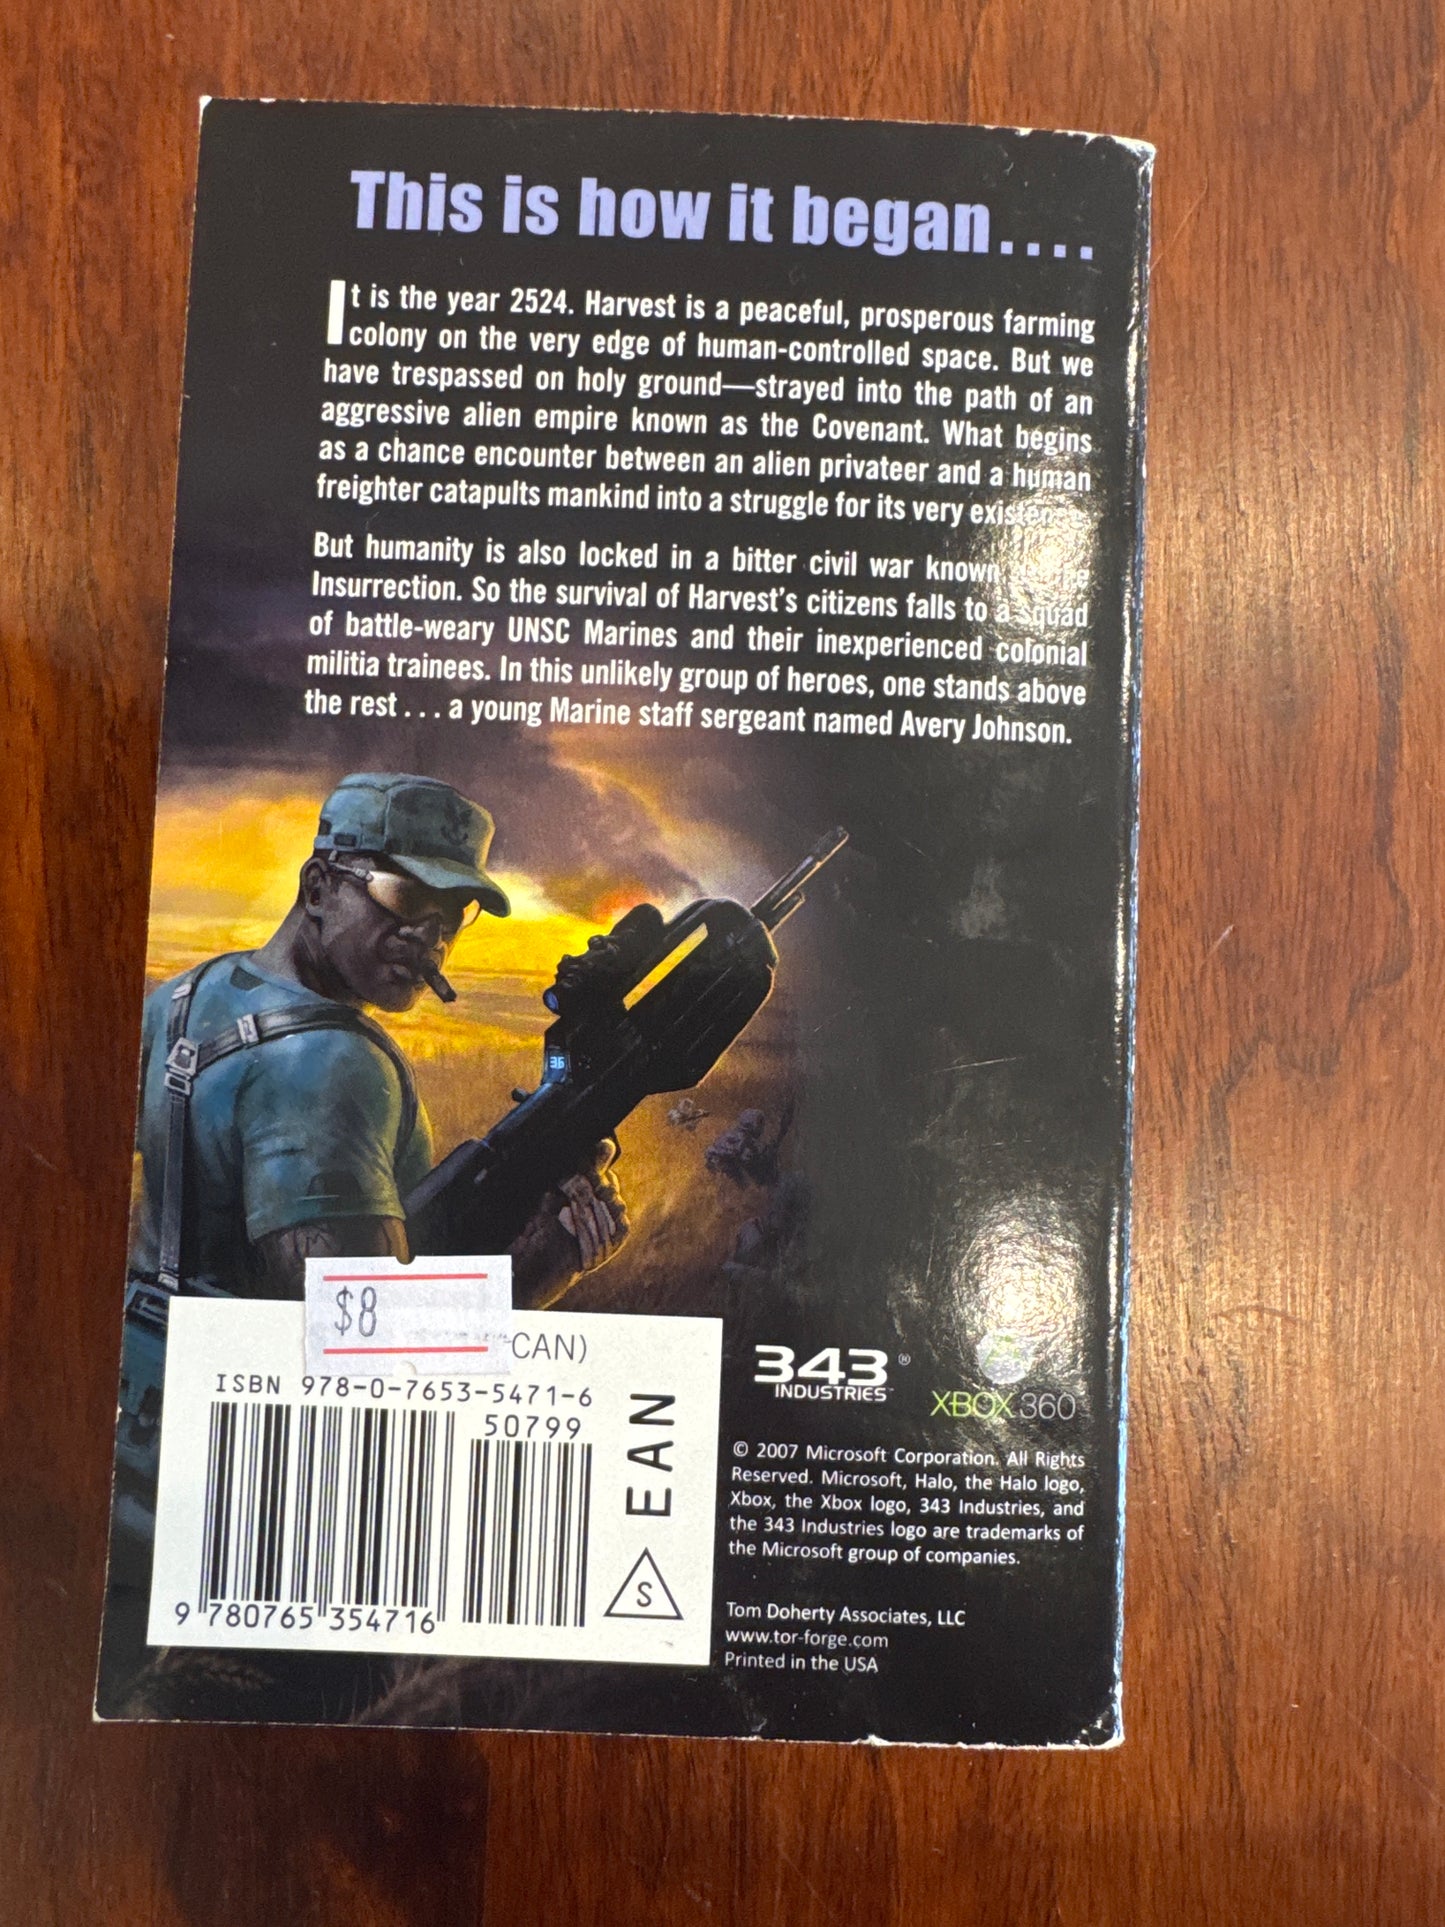 This is how it began....
It is the year 2524. Harvest is a peaceful, prosperous farming
colony on the very edge of human-controlled space. But we
have trespassed on holy ground—strayed into the path of an
aggressive alien empire known as the Covenant. What begins
as a chance encounter between an alien privateer and a human
freighter catapults mankind into a struggle for its very existence.
But humanity is also locked in a bitter civil war known
Insurrection. So the survival of Harvest's citizens falls to a squad
of battle-weary UNSC Marines and their inexperienced colonial
militia trainees. In this unlikely group of heroes, one stands above
the rest . . . a young Marine staff sergeant named Avery Johnson.
36
$8
CAN)
ISBN 978-0-7653-5471-6
50799
9 780765 354716
EAN
S
343
INDUSTRIES
®
XBOX 360
© 2007 Microsoft Corporation. All Rights
Reserved. Microsoft, Halo, the Halo logo,
Xbox, the Xbox logo, 343 Industries, and
the 343 Industries logo are trademarks of
the Microsoft group of companies.
Tom Doherty Associates, LLC
www.tor-forge.com
Printed in the USA